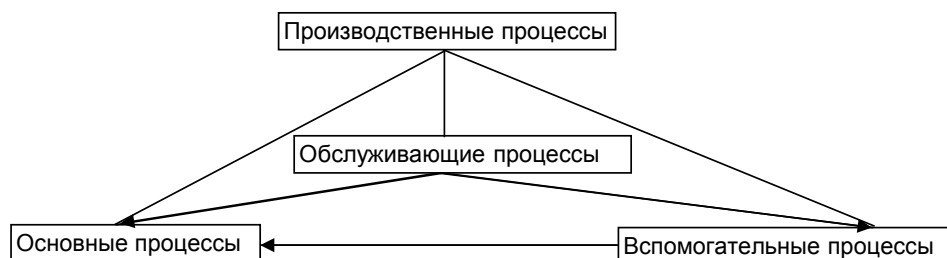 Производственные процессы
Обслуживающие процессы
Основные процессы
Вспомогательные процессы